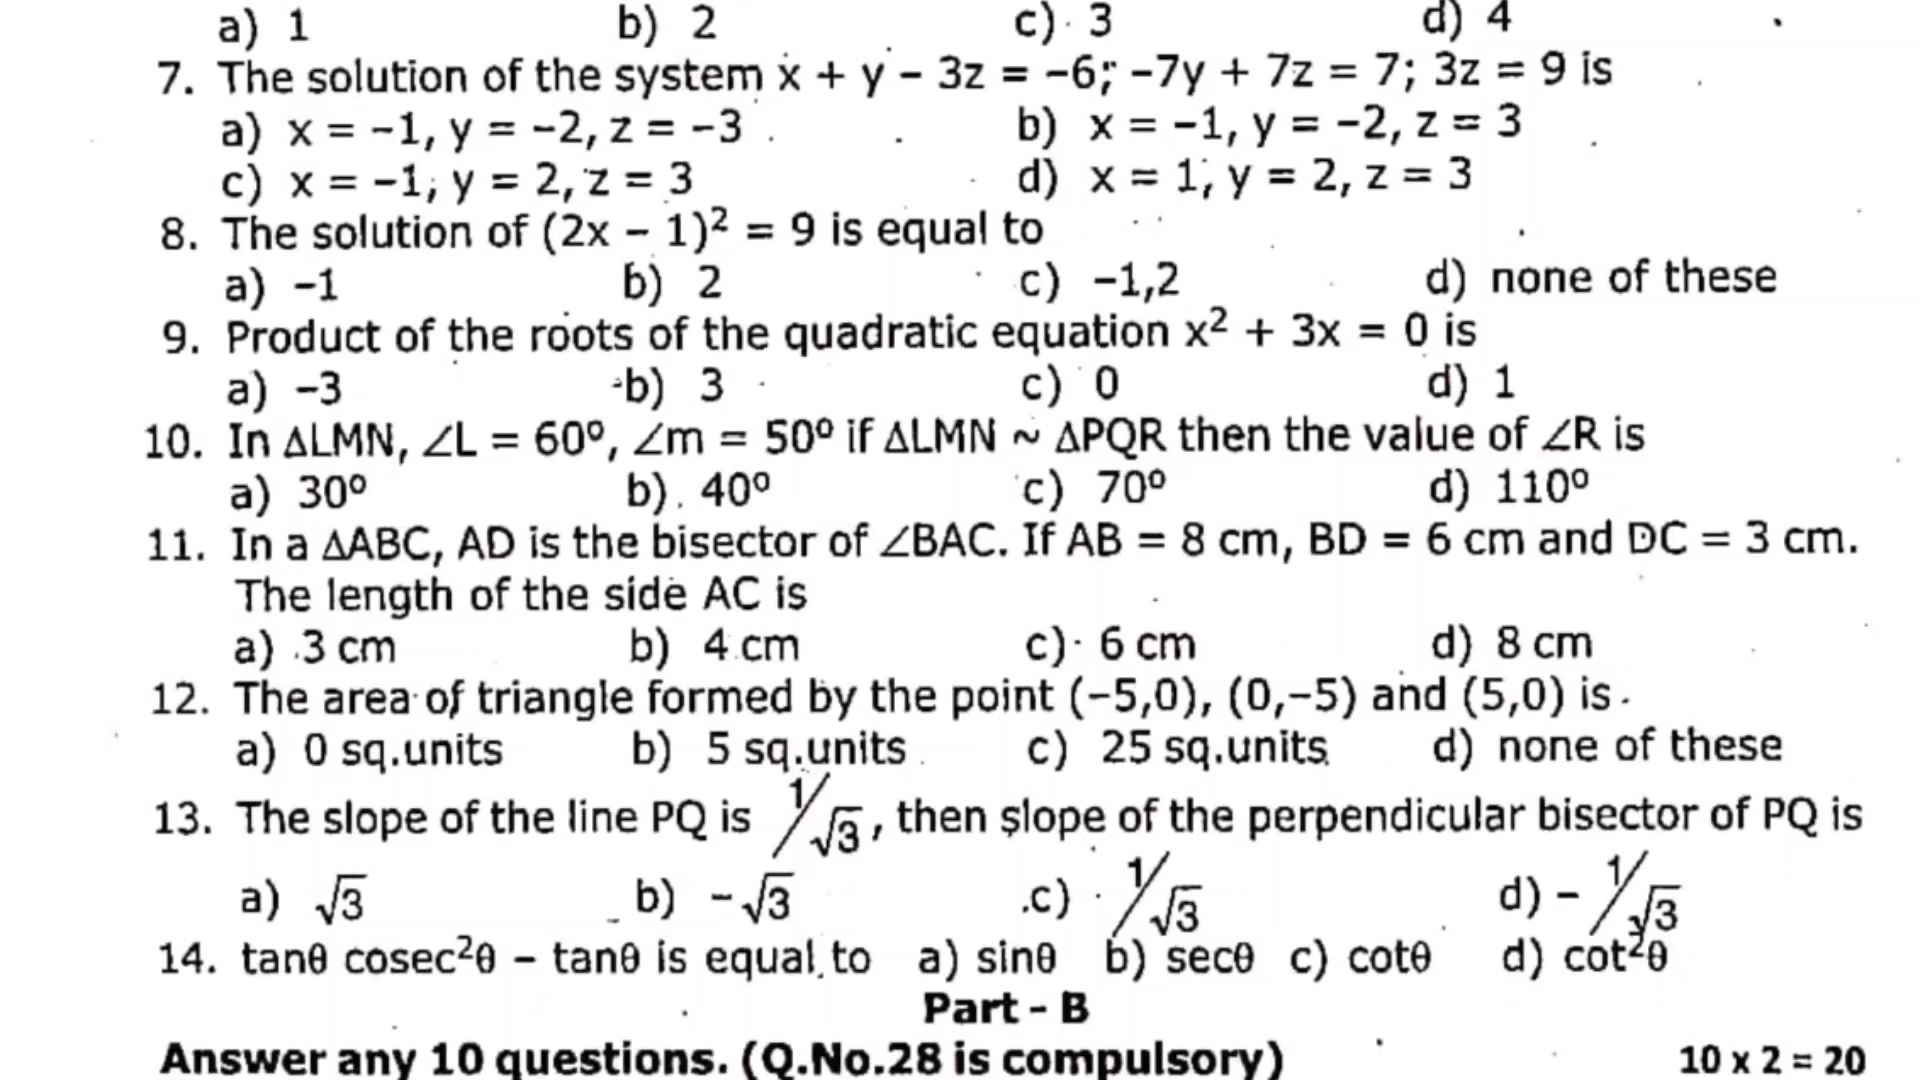 a) 1 b) 2 c) 3 d) 4
7. The solution of the system x + y – 3z = –6; –7y + 7z = 7; 3z = 9 is
a) x = –1, y = –2, z = –3 b) x = –1, y = –2, z = 3
c) x = –1, y = 2, z = 3 d) x = 1, y = 2, z = 3
8. The solution of (2x – 1)² = 9 is equal to
a) –1 b) 2 c) –1,2 d) none of these
9. Product of the roots of the quadratic equation x² + 3x = 0 is
a) –3 b) 3 c) 0 d) 1
10. In ΔLMN, ∠L = 60º, ∠m = 50º if ΔLMN ~ ΔPQR then the value of ∠R is
a) 30º b) 40º c) 70º d) 110º
11. In a ΔABC, AD is the bisector of ∠BAC. If AB = 8 cm, BD = 6 cm and DC = 3 cm.
The length of the side AC is
a) 3 cm b) 4 cm c) 6 cm d) 8 cm
12. The area of triangle formed by the point (–5,0), (0,–5) and (5,0) is
a) 0 sq.units b) 5 sq.units c) 25 sq.units d) none of these
13. The slope of the line PQ is 1/√3, then slope of the perpendicular bisector of PQ is
a) √3 b) –√3 c) 1/√3 d) – 1/√3
14. tanθ cosec²θ – tanθ is equal to a) sinθ b) secθ c) cotθ d) cot²θ
Part - B
Answer any 10 questions. (Q.No.28 is compulsory) 10 x 2 = 20